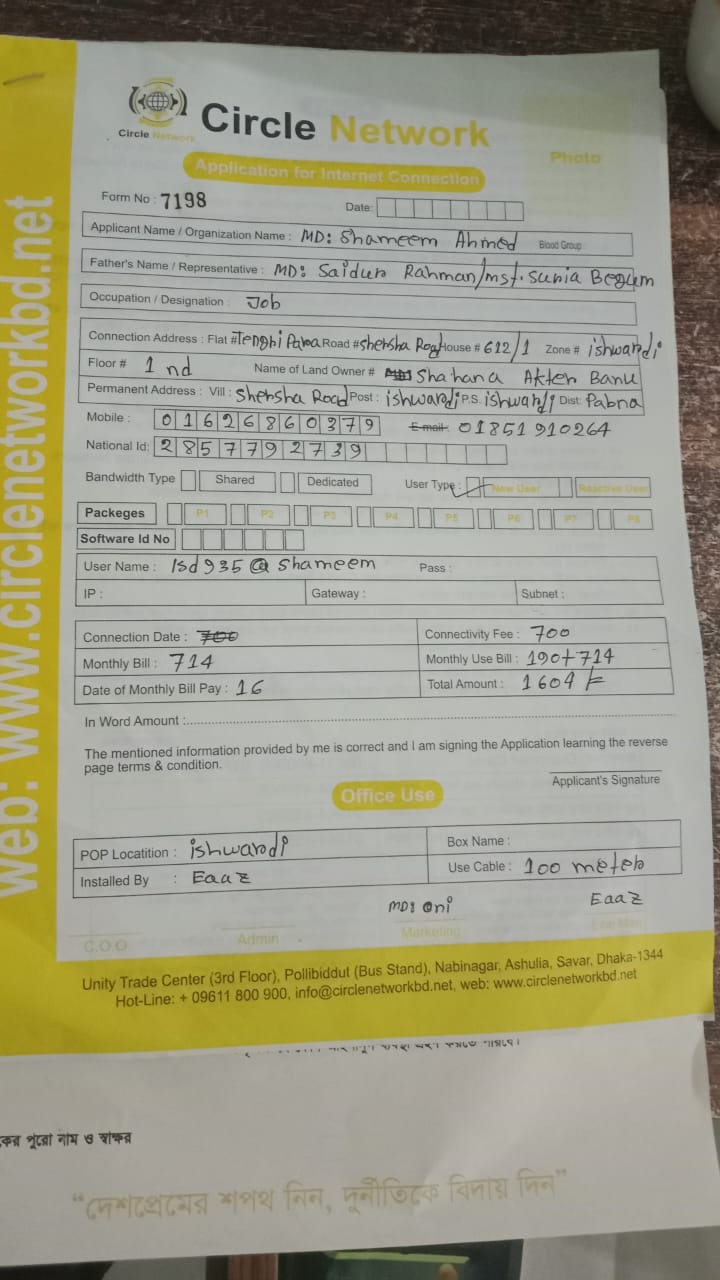 Circle Network
Circle Network
Application for Internet Connection
Photo
Form No : 7198
Date:
Applicant Name / Organization Name : MD: Shameem Ahmed Blood Group :
Father's Name / Representative : MD: Saidur Rahman/mst. Sunia Begum
Occupation / Designation : Job
Connection Address : Flat # Tenghi Para Road # Shersha Road House # 612/1 Zone # ishwardi
Floor # 1 nd Name of Land Owner # Shahana Akter Banu
Permanent Address : Vill : Shersha Road Post : ishwardi P.S. ishwardi Dist: Pabna
Mobile : 01626860379 E-mail: 01851910264
National Id: 2857792739
Bandwidth Type Shared Dedicated User Type : New User Reactive User
Packeges P1 P2 P3 P4 P5 P6 P7 P8
Software Id No
User Name : Isd935@Shameem Pass :
IP : Gateway : Subnet :
Connection Date : 700 Connectivity Fee : 700
Monthly Bill : 714 Monthly Use Bill : 190+714
Date of Monthly Bill Pay : 16 Total Amount : 1604
In Word Amount :
The mentioned information provided by me is correct and I am signing the Application learning the reverse
page terms & condition.
Applicant's Signature
Office Use
POP Locatition : ishwardi Box Name :
Installed By : Eaaz Use Cable : 100 meter
MD: Oni Eaaz
C.O.O Admin Marketing Line Man
Unity Trade Center (3rd Floor), Pollibiddut (Bus Stand), Nabinagar, Ashulia, Savar, Dhaka-1344
Hot-Line: + 09611 800 900, info@circlenetworkbd.net, web: www.circlenetworkbd.net
web: www.circlenetworkbd.net
পুরো নাম ও স্বাক্ষর
“দেশপ্রেমের শপথ নিন, দুর্নীতিকে বিদায় দিন”